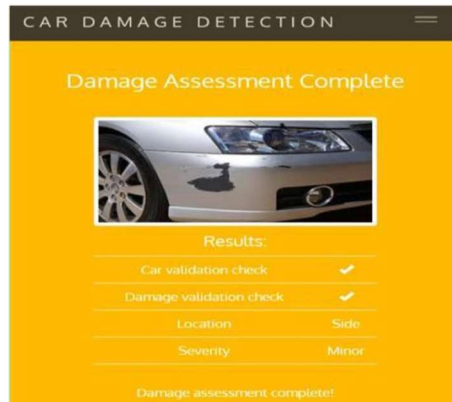 CAR DAMAGE DETECTION
Damage Assessment Complete
Results:
Car validation check ✔
Damage validation check ✔
Location Side
Severity Minor
Damage assessment complete!